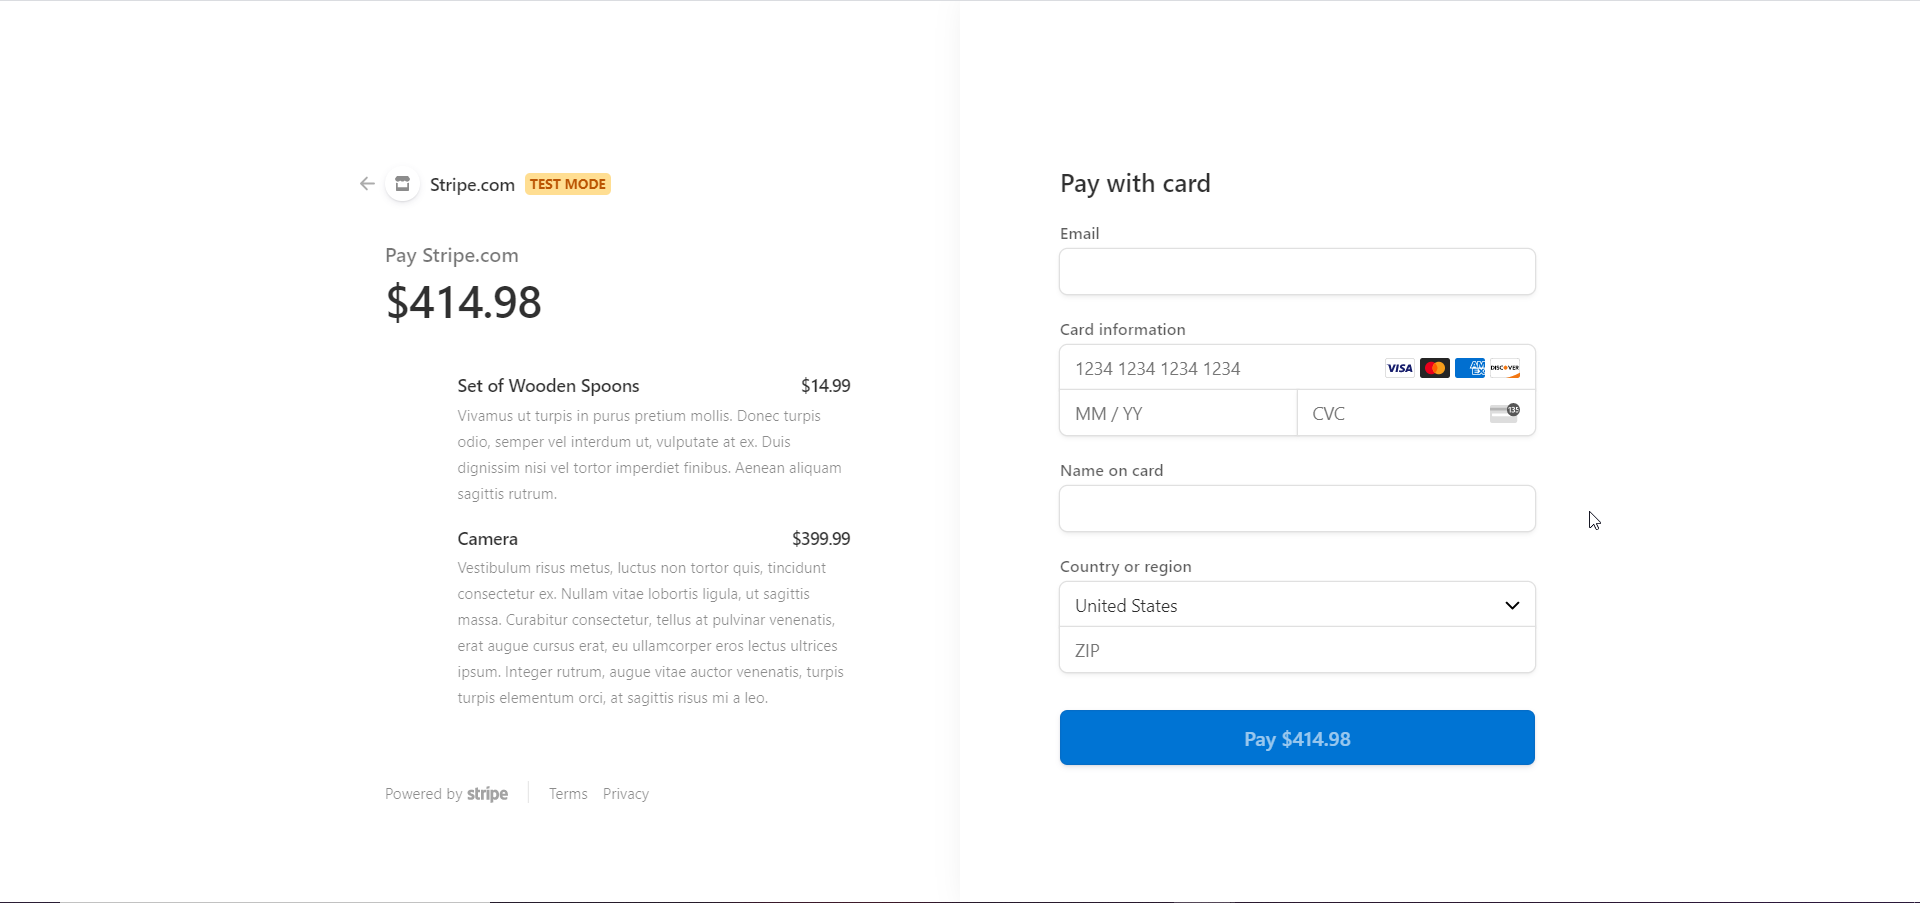 Stripe.com TEST MODE
Pay Stripe.com
$414.98
Set of Wooden Spoons $14.99
Vivamus ut turpis in purus pretium mollis. Donec turpis
odio, semper vel interdum ut, vulputate at ex. Duis
dignissim nisi vel tortor imperdiet finibus. Aenean aliquam
sagittis rutrum.
Camera $399.99
Vestibulum risus metus, luctus non tortor quis, tincidunt
consectetur ex. Nullam vitae lobortis ligula, ut sagittis
massa. Curabitur consectetur, tellus at pulvinar venenatis,
erat augue cursus erat, eu ullamcorper eros lectus ultrices
ipsum. Integer rutrum, augue vitae auctor venenatis, turpis
turpis elementum orci, at sagittis risus mi a leo.
Powered by stripe Terms Privacy
Pay with card
Email
Card information
1234 1234 1234 1234 VISA AM EX DISCOVER
MM / YY CVC 135
Name on card
Country or region
United States
ZIP
Pay $414.98